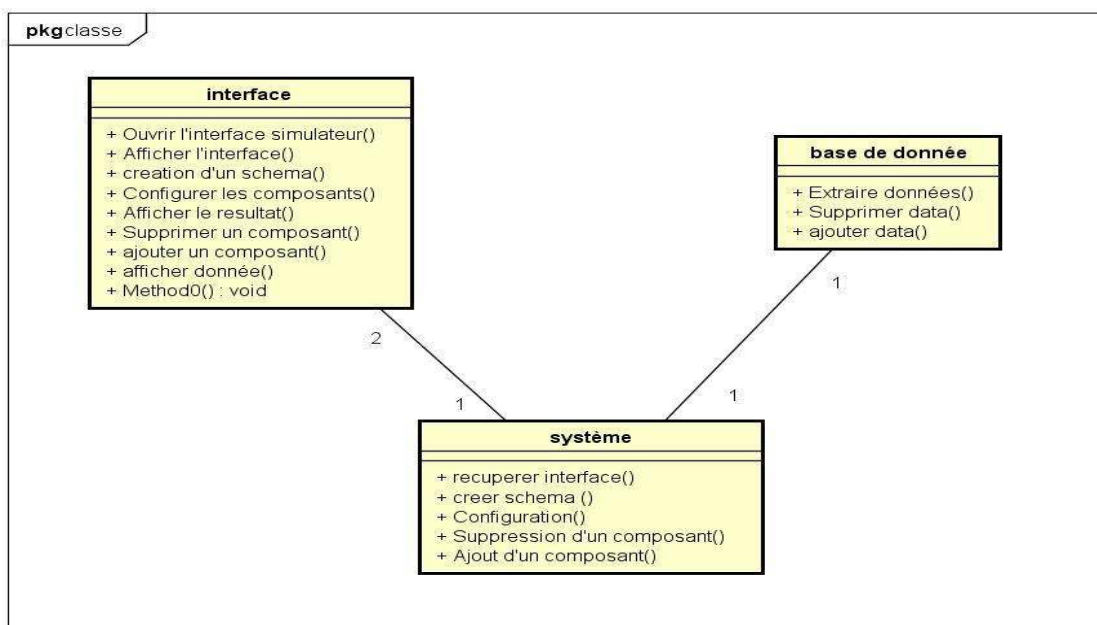 pkg classe
interface
+ Ouvrir l'interface simulateur()
+ Afficher l'interface()
+ creation d'un schema()
+ Configurer les composants()
+ Afficher le resultat()
+ Supprimer un composant()
+ ajouter un composant()
+ afficher donnée()
+ Method0() : void
base de donnée
+ Extraire données()
+ Supprimer data()
+ ajouter data()
1
2
1
1
système
+ recuperer interface()
+ creer schema ()
+ Configuration()
+ Suppression d'un composant()
+ Ajout d'un composant()